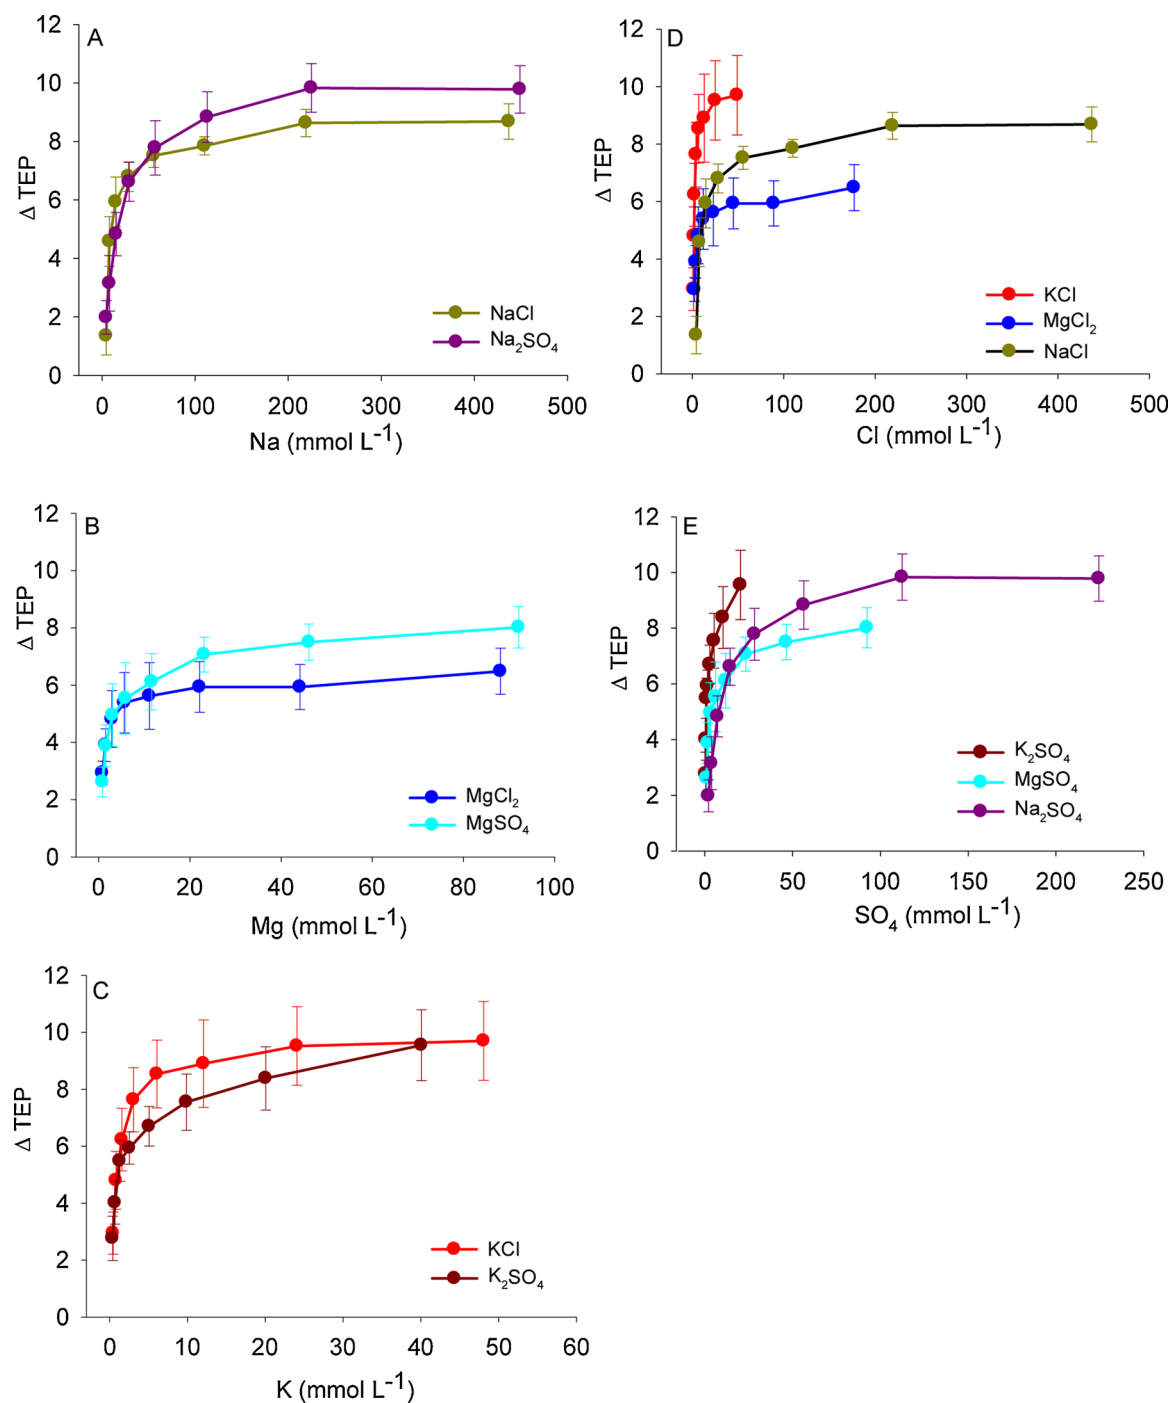 A
Δ TEP
12
10
8
6
4
2
0
0 100 200 300 400 500
Na (mmol L⁻¹)
NaCl
Na₂SO₄
D
Δ TEP
12
10
8
6
4
2
0
0 100 200 300 400 500
Cl (mmol L⁻¹)
KCl
MgCl₂
NaCl
B
Δ TEP
12
10
8
6
4
2
0
0 20 40 60 80 100
Mg (mmol L⁻¹)
MgCl₂
MgSO₄
E
Δ TEP
12
10
8
6
4
2
0
0 50 100 150 200 250
SO₄ (mmol L⁻¹)
K₂SO₄
MgSO₄
Na₂SO₄
C
Δ TEP
12
10
8
6
4
2
0
0 10 20 30 40 50 60
K (mmol L⁻¹)
KCl
K₂SO₄